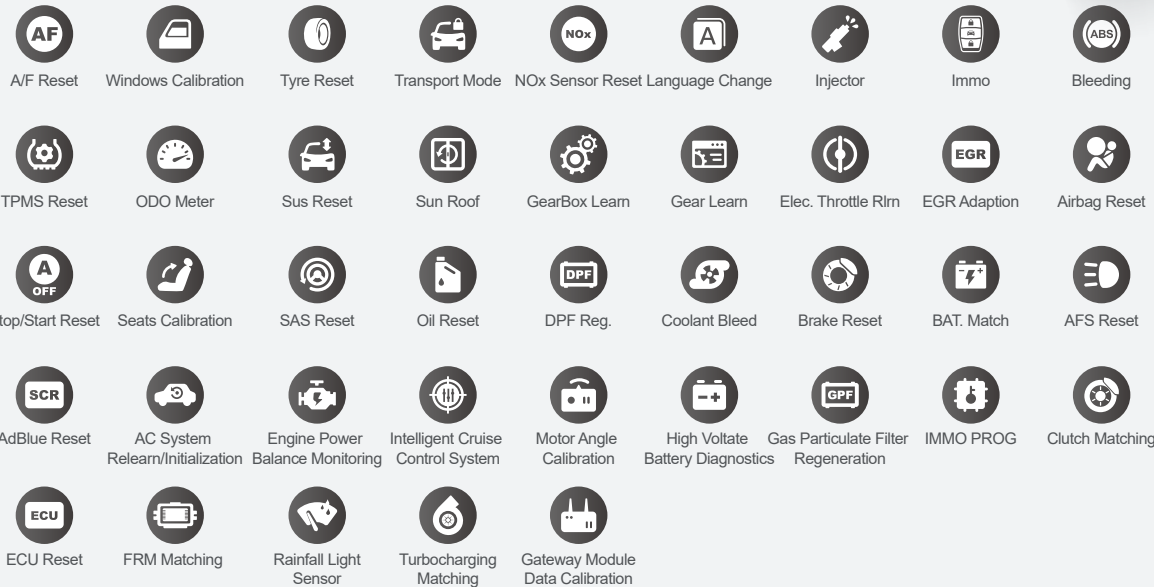 AF
NOx
A
ABS
A/F Reset Windows Calibration Tyre Reset Transport Mode NOx Sensor Reset Language Change Injector Immo Bleeding
EGR
TPMS Reset ODO Meter Sus Reset Sun Roof GearBox Learn Gear Learn Elec. Throttle Rlrn EGR Adaption Airbag Reset
A
OFF
DPF
top/Start Reset Seats Calibration SAS Reset Oil Reset DPF Reg. Coolant Bleed Brake Reset BAT. Match AFS Reset
SCR
GPF
AdBlue Reset AC System Engine Power Intelligent Cruise Motor Angle High Voltate Gas Particulate Filter IMMO PROG Clutch Matching
Relearn/Initialization Balance Monitoring Control System Calibration Battery Diagnostics Regeneration
ECU
ECU Reset FRM Matching Rainfall Light Turbocharging Gateway Module
Sensor Matching Data Calibration